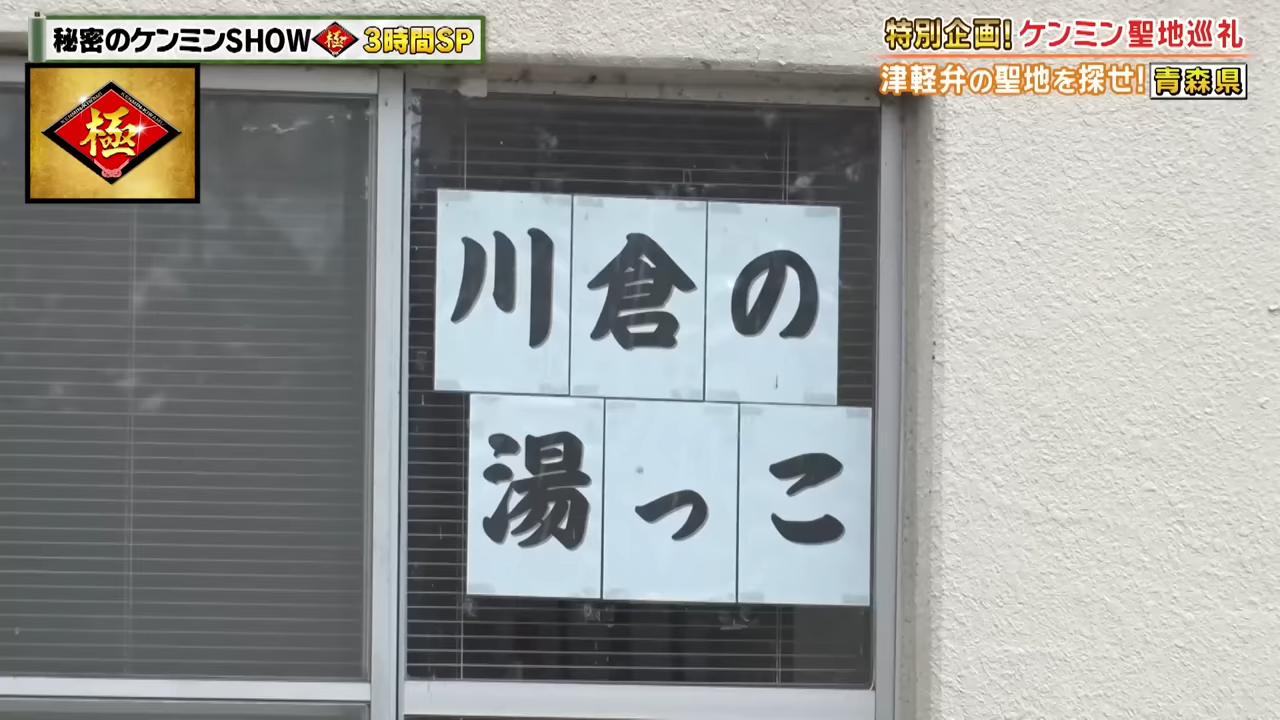 秘密のケンミンSHOW極 3時間SP
極
特別企画!ケンミン聖地巡礼
津軽弁の聖地を探せ!青森県
川倉の
湯っこ